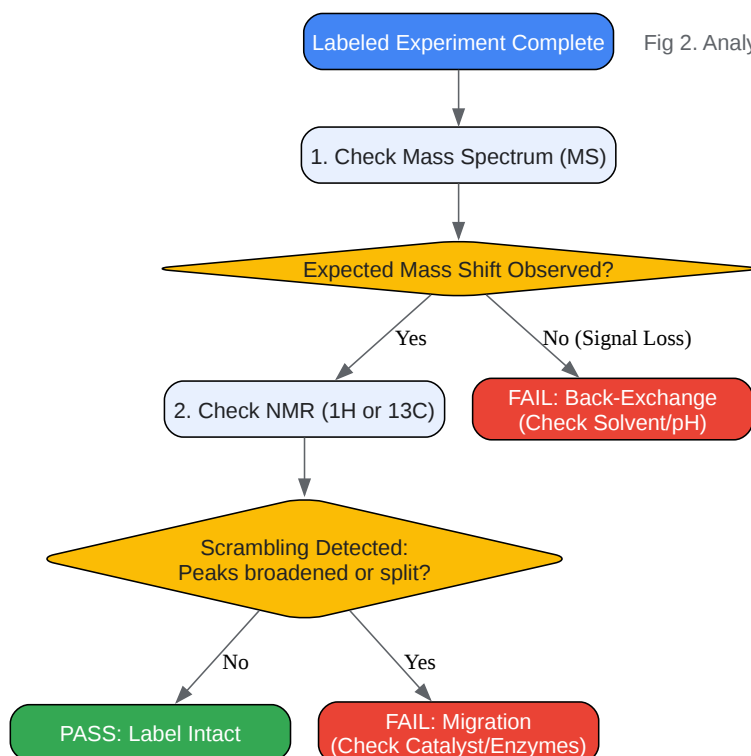 Labeled Experiment Complete
Fig 2. Analy
1. Check Mass Spectrum (MS)
Expected Mass Shift Observed?
Yes
No (Signal Loss)
2. Check NMR (1H or 13C)
FAIL: Back-Exchange
(Check Solvent/pH)
Scrambling Detected:
Peaks broadened or split?
No
Yes
PASS: Label Intact
FAIL: Migration
(Check Catalyst/Enzymes)